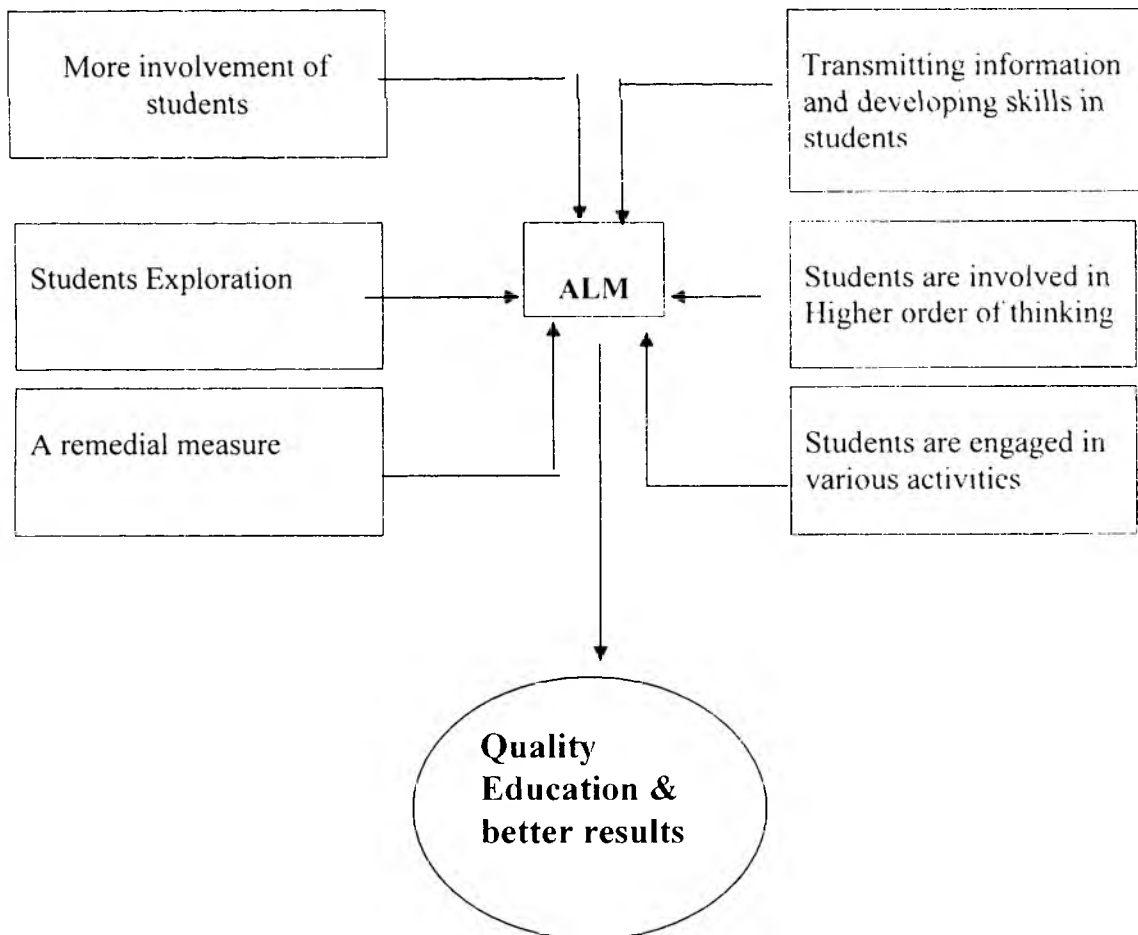 More involvement of
students
Transmitting information
and developing skills in
students
Students Exploration
ALM
Students are involved in
Higher order of thinking
A remedial measure
Students are engaged in
various activities
Quality
Education &
better results